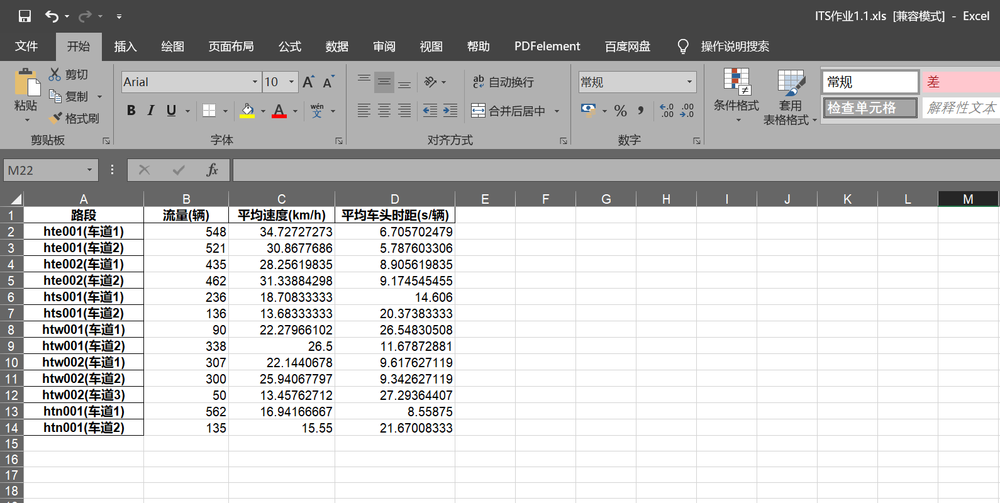 ITS作业1.1.xls [兼容模式] - Excel
文件 开始 插入 绘图 页面布局 公式 数据 审阅 视图 帮助 PDFelement 百度网盘 操作说明搜索
粘贴 剪切 复制 格式刷
剪贴板
Arial 10 A A
B I U A wén 文
字体
ab 自动换行
合并后居中
对齐方式
常规
% .00 .00
数字
条件格式 套用 表格格式
常规 差
检查单元格 解释性文本
M22 fx
A B C D E F G H I J K L M
1 路段 流量(辆) 平均速度(km/h) 平均车头时距(s/辆)
2 hte001(车道1) 548 34.72727273 6.705702479
3 hte001(车道2) 521 30.8677686 5.787603306
4 hte002(车道1) 435 28.25619835 8.905619835
5 hte002(车道2) 462 31.33884298 9.174545455
6 hts001(车道1) 236 18.70833333 14.606
7 hts001(车道2) 136 13.68333333 20.37383333
8 htw001(车道1) 90 22.27966102 26.54830508
9 htw001(车道2) 338 26.5 11.67872881
10 htw002(车道1) 307 22.1440678 9.617627119
11 htw002(车道2) 300 25.94067797 9.342627119
12 htw002(车道3) 50 13.45762712 27.29364407
13 htn001(车道1) 562 16.94166667 8.55875
14 htn001(车道2) 135 15.55 21.67008333
15
16
17
18